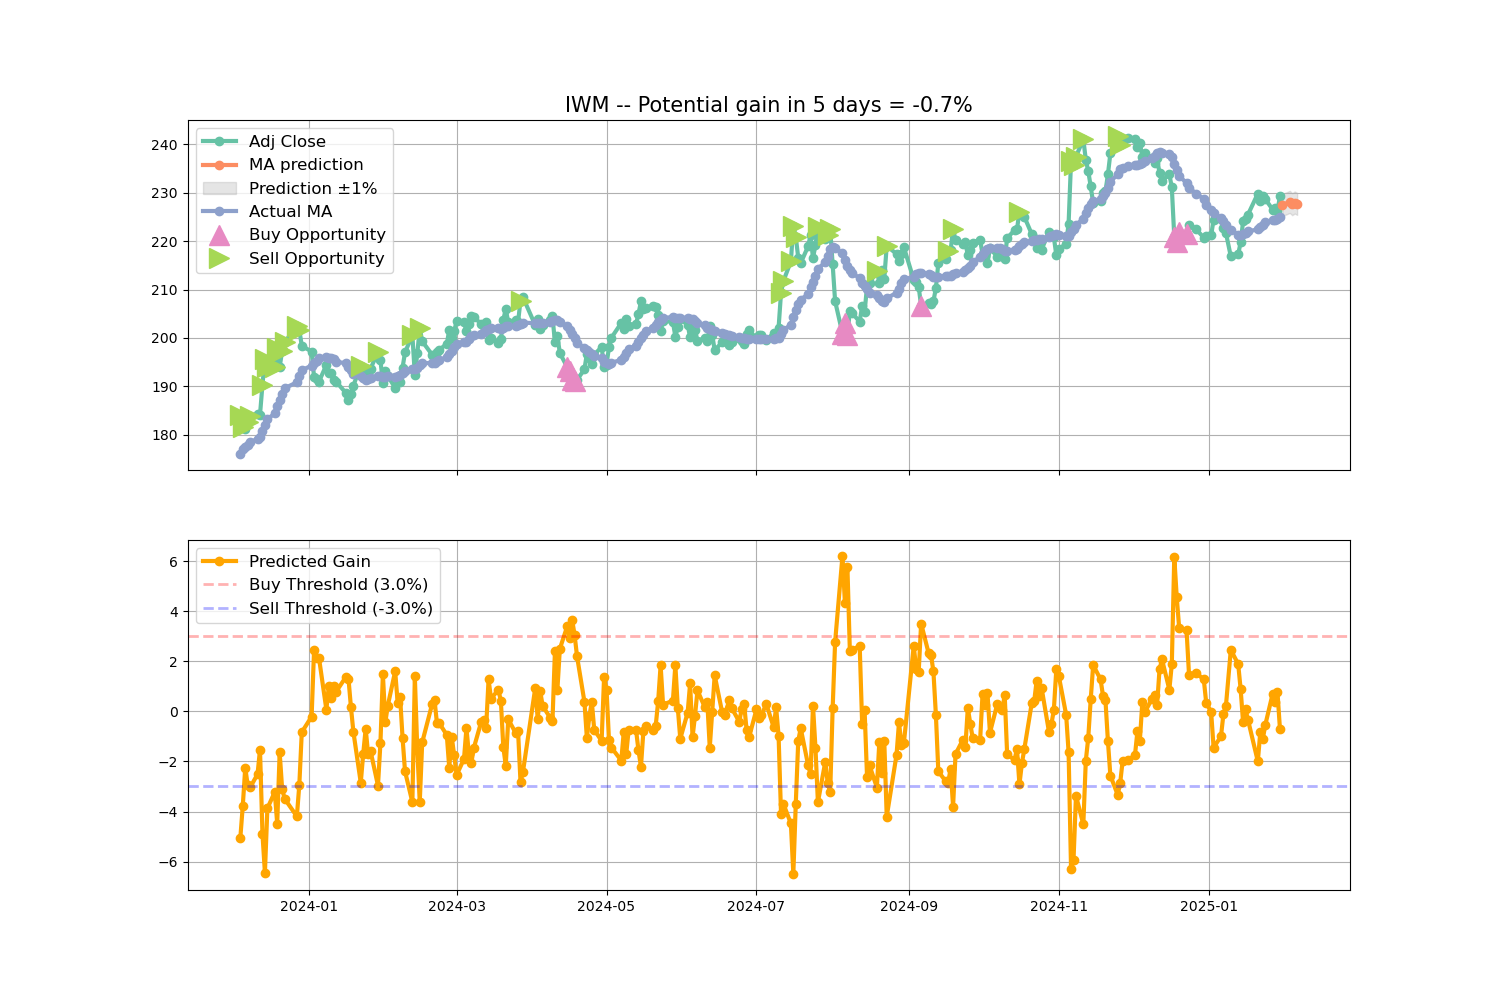 IWM -- Potential gain in 5 days = -0.7%
240
230
220
210
200
190
180
Adj Close
MA prediction
Prediction ±1%
Actual MA
Buy Opportunity
Sell Opportunity
6
4
2
0
−2
−4
−6
Predicted Gain
Buy Threshold (3.0%)
Sell Threshold (-3.0%)
2024-01
2024-03
2024-05
2024-07
2024-09
2024-11
2025-01